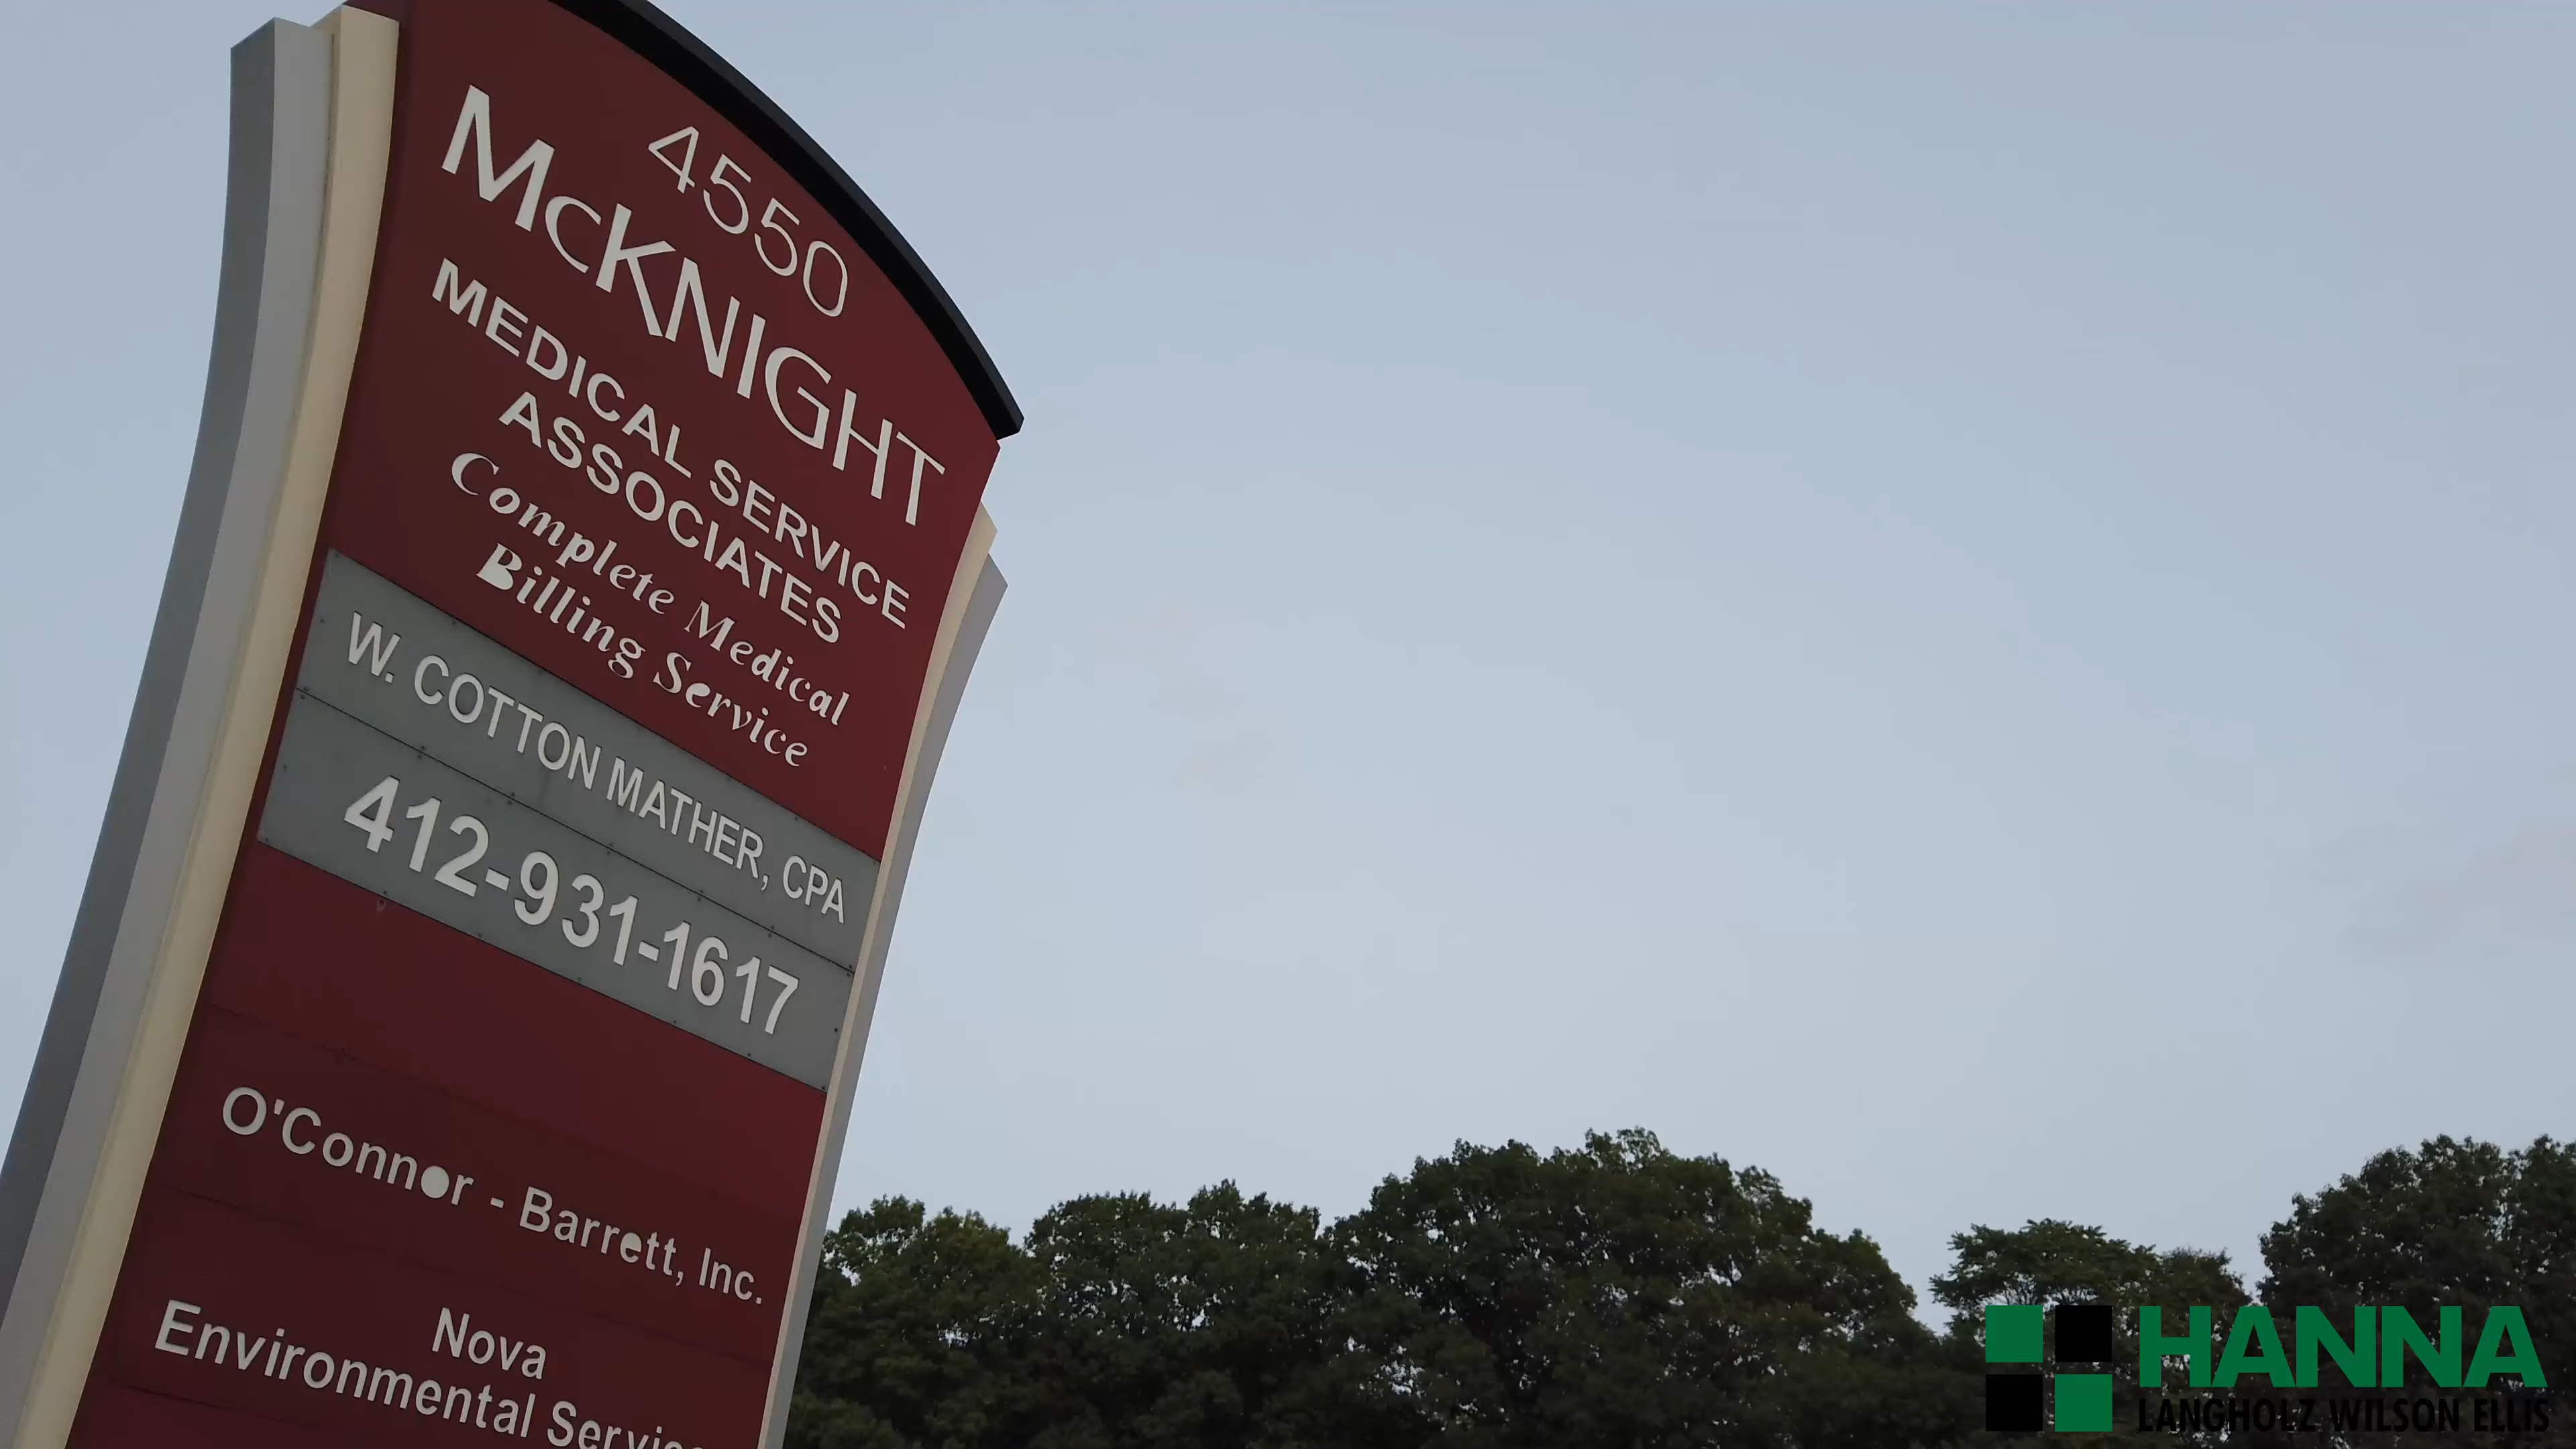 4550
McKNIGHT
MEDICAL SERVICE
ASSOCIATES
Complete Medical
Billing Service
W. COTTON MATHER, CPA
412-931-1617
O'Connor - Barrett, Inc.
Nova
Environmental
HANNA
LANGHOLZ WILSON ELLIS